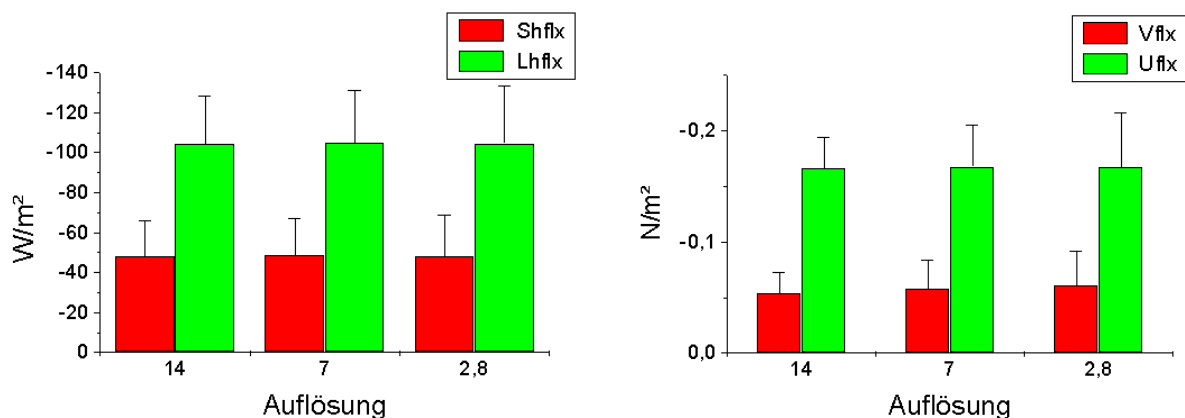 Shflx
Lhflx
-140
-120
-100
-80
-60
-40
-20
0
W/m²
14 7 2,8
Auflösung
Vflx
Uflx
-0,2
-0,1
0,0
N/m²
14 7 2,8
Auflösung